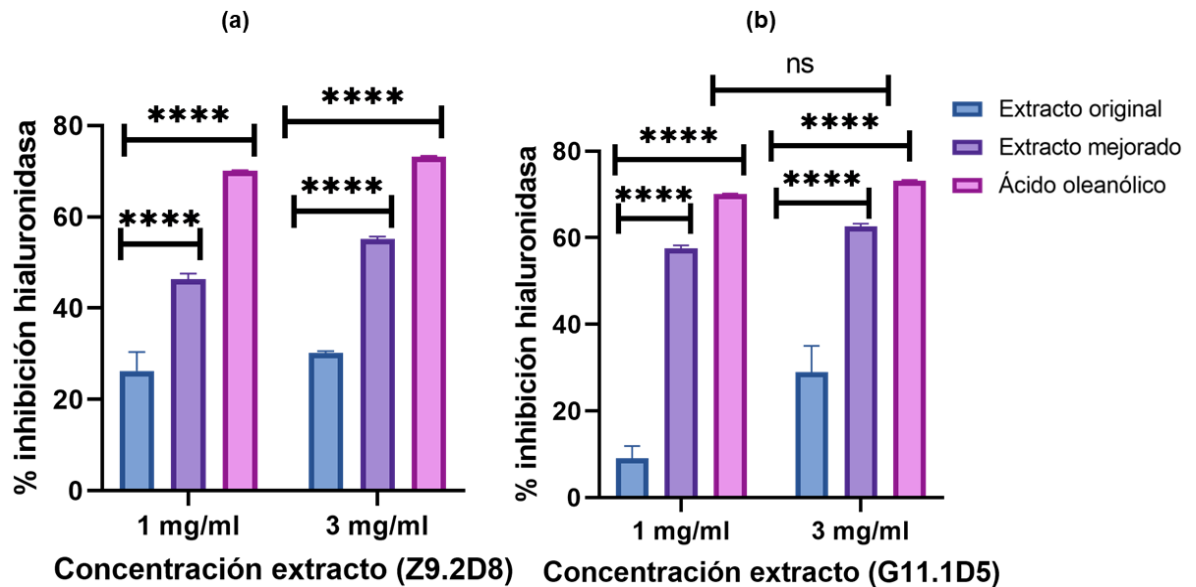 (a)
(b)
ns
**** ****
**** ****
**** ****
**** ****
Extracto original
Extracto mejorado
Ácido oleanólico
% inhibición hialuronidasa
80
60
40
20
0
1 mg/ml 3 mg/ml
Concentración extracto (Z9.2D8)
% inhibición hialuronidasa
80
60
40
20
0
1 mg/ml 3 mg/ml
Concentración extracto (G11.1D5)